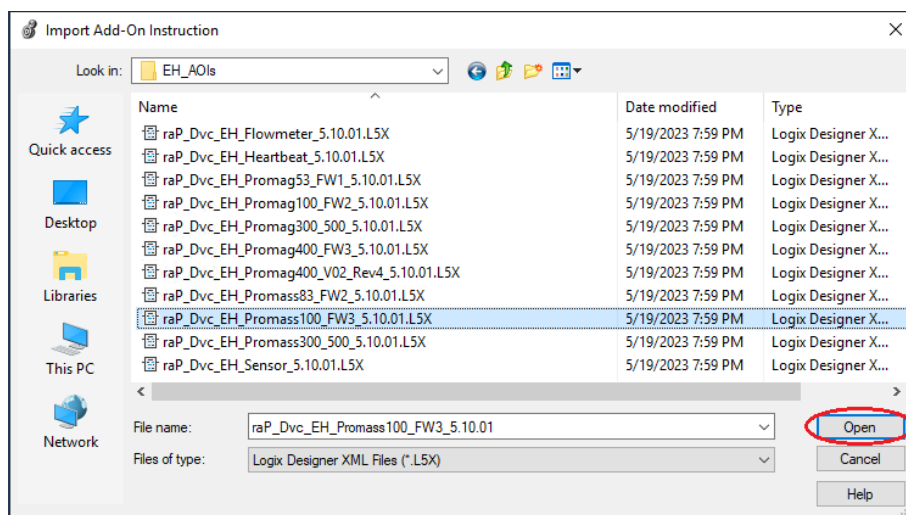 Import Add-On Instruction
Look in: EH_AOIs
Name Date modified Type
raP_Dvc_EH_Flowmeter_5.10.01.L5X 5/19/2023 7:59 PM Logix Designer X...
raP_Dvc_EH_Heartbeat_5.10.01.L5X 5/19/2023 7:59 PM Logix Designer X...
raP_Dvc_EH_Promag53_FW1_5.10.01.L5X 5/19/2023 7:59 PM Logix Designer X...
raP_Dvc_EH_Promag100_FW2_5.10.01.L5X 5/19/2023 7:59 PM Logix Designer X...
raP_Dvc_EH_Promag300_500_5.10.01.L5X 5/19/2023 7:59 PM Logix Designer X...
raP_Dvc_EH_Promag400_FW3_5.10.01.L5X 5/19/2023 7:59 PM Logix Designer X...
raP_Dvc_EH_Promag400_V02_Rev4_5.10.01.L5X 5/19/2023 7:59 PM Logix Designer X...
raP_Dvc_EH_Promass83_FW2_5.10.01.L5X 5/19/2023 7:59 PM Logix Designer X...
raP_Dvc_EH_Promass100_FW3_5.10.01.L5X 5/19/2023 7:59 PM Logix Designer X...
raP_Dvc_EH_Promass300_500_5.10.01.L5X 5/19/2023 7:59 PM Logix Designer X...
raP_Dvc_EH_Sensor_5.10.01.L5X 5/19/2023 7:59 PM Logix Designer X...
Quick access
Desktop
Libraries
This PC
Network
File name: raP_Dvc_EH_Promass100_FW3_5.10.01 Open
Files of type: Logix Designer XML Files (*.L5X) Cancel
Help